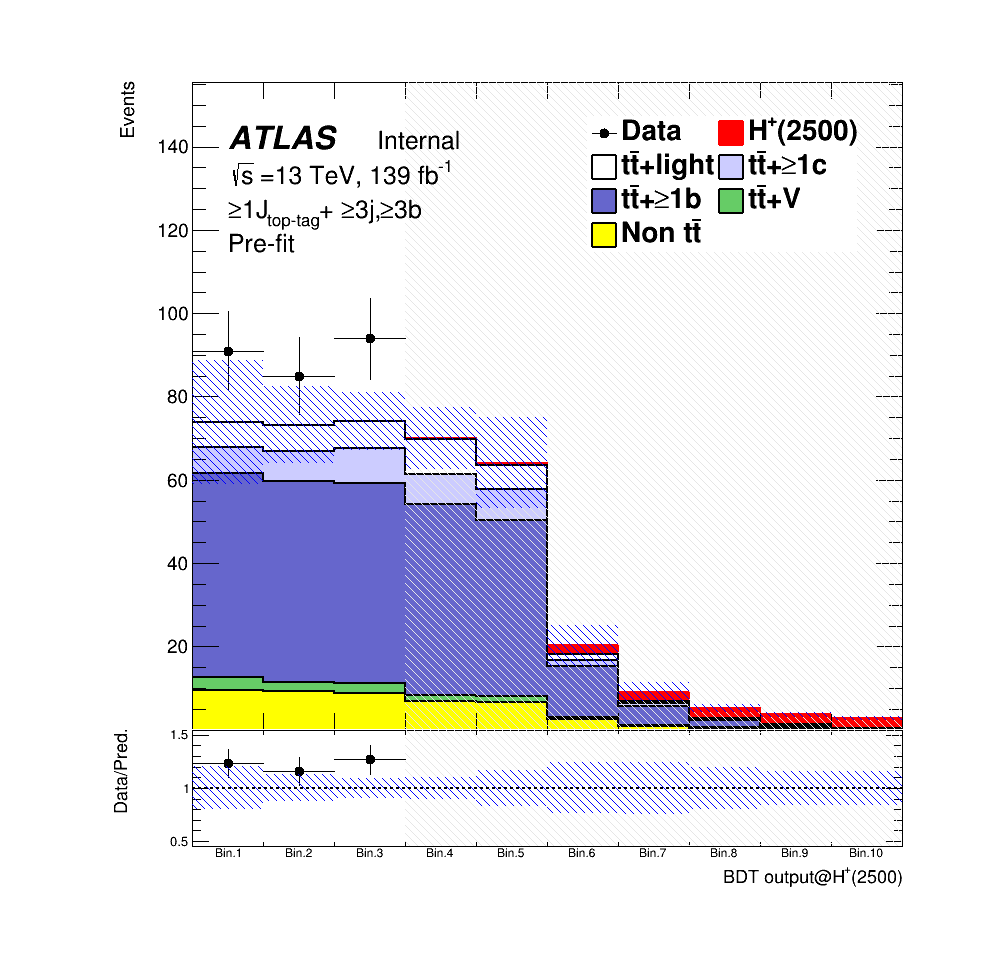 Events
ATLAS Internal
√s =13 TeV, 139 fb⁻¹
≥1J_top-tag+ ≥3j,≥3b
Pre-fit
Data
H⁺(2500)
tt̄+light
tt̄+≥1c
tt̄+≥1b
tt̄+V
Non tt̄
140
120
100
80
60
40
20
Data/Pred.
1.5
1
0.5
Bin.1 Bin.2 Bin.3 Bin.4 Bin.5 Bin.6 Bin.7 Bin.8 Bin.9 Bin.10
BDT output@H⁺(2500)